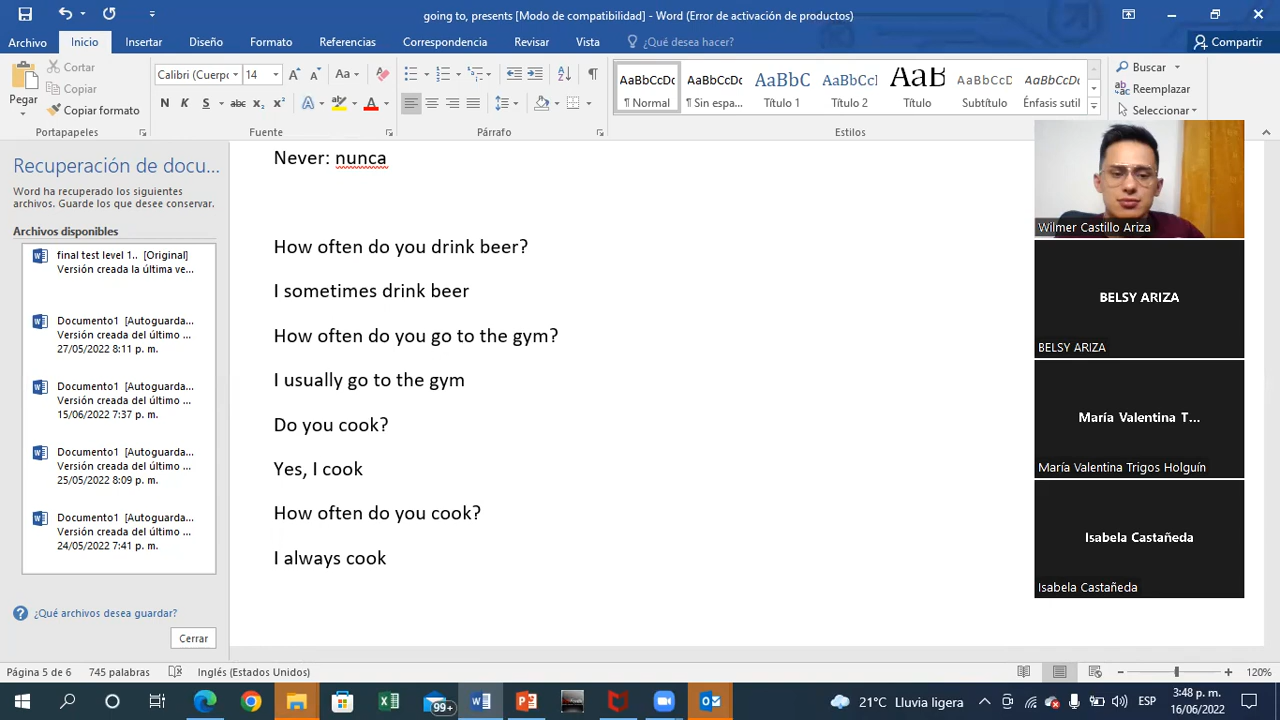 going to, presents [Modo de compatibilidad] - Word (Error de activación de productos)
Archivo Inicio Insertar Diseño Formato Referencias Correspondencia Revisar Vista ¿Qué desea hacer? Compartir
Pegar
Cortar
Copiar
Copiar formato
Portapapeles
Calibri (Cuerpo 14
N K S abc x₂ x² A A
Aa
Fuente
Párrafo
AaBbCcDc AaBbCcDc AaBbC AaBbCcI AaB AaBbCcD AaBbCcDc
¶ Normal ¶ Sin espa... Título 1 Título 2 Título Subtítulo Énfasis sutil
Estilos
Buscar
Reemplazar
Seleccionar
Recuperación de docu...
Word ha recuperado los siguientes
archivos. Guarde los que desee conservar.
Archivos disponibles
final test level 1.. [Original]
Versión creada la última ve...
Documento1 [Autoguarda...
Versión creada del último ...
27/05/2022 8:11 p. m.
Documento1 [Autoguarda...
Versión creada del último ...
15/06/2022 7:37 p. m.
Documento1 [Autoguarda...
Versión creada del último ...
25/05/2022 8:09 p. m.
Documento1 [Autoguarda...
Versión creada del último ...
24/05/2022 7:41 p. m.
¿Qué archivos desea guardar?
Cerrar
Never: nunca
How often do you drink beer?
I sometimes drink beer
How often do you go to the gym?
I usually go to the gym
Do you cook?
Yes, I cook
How often do you cook?
I always cook
Wilmer Castillo Ariza
BELSY ARIZA
BELSY ARIZA
María Valentina T...
María Valentina Trigos Holguín
Isabela Castañeda
Isabela Castañeda
Página 5 de 6 745 palabras Inglés (Estados Unidos) 120%
99+ 21°C Lluvia ligera ESP
3:48 p. m.
16/06/2022